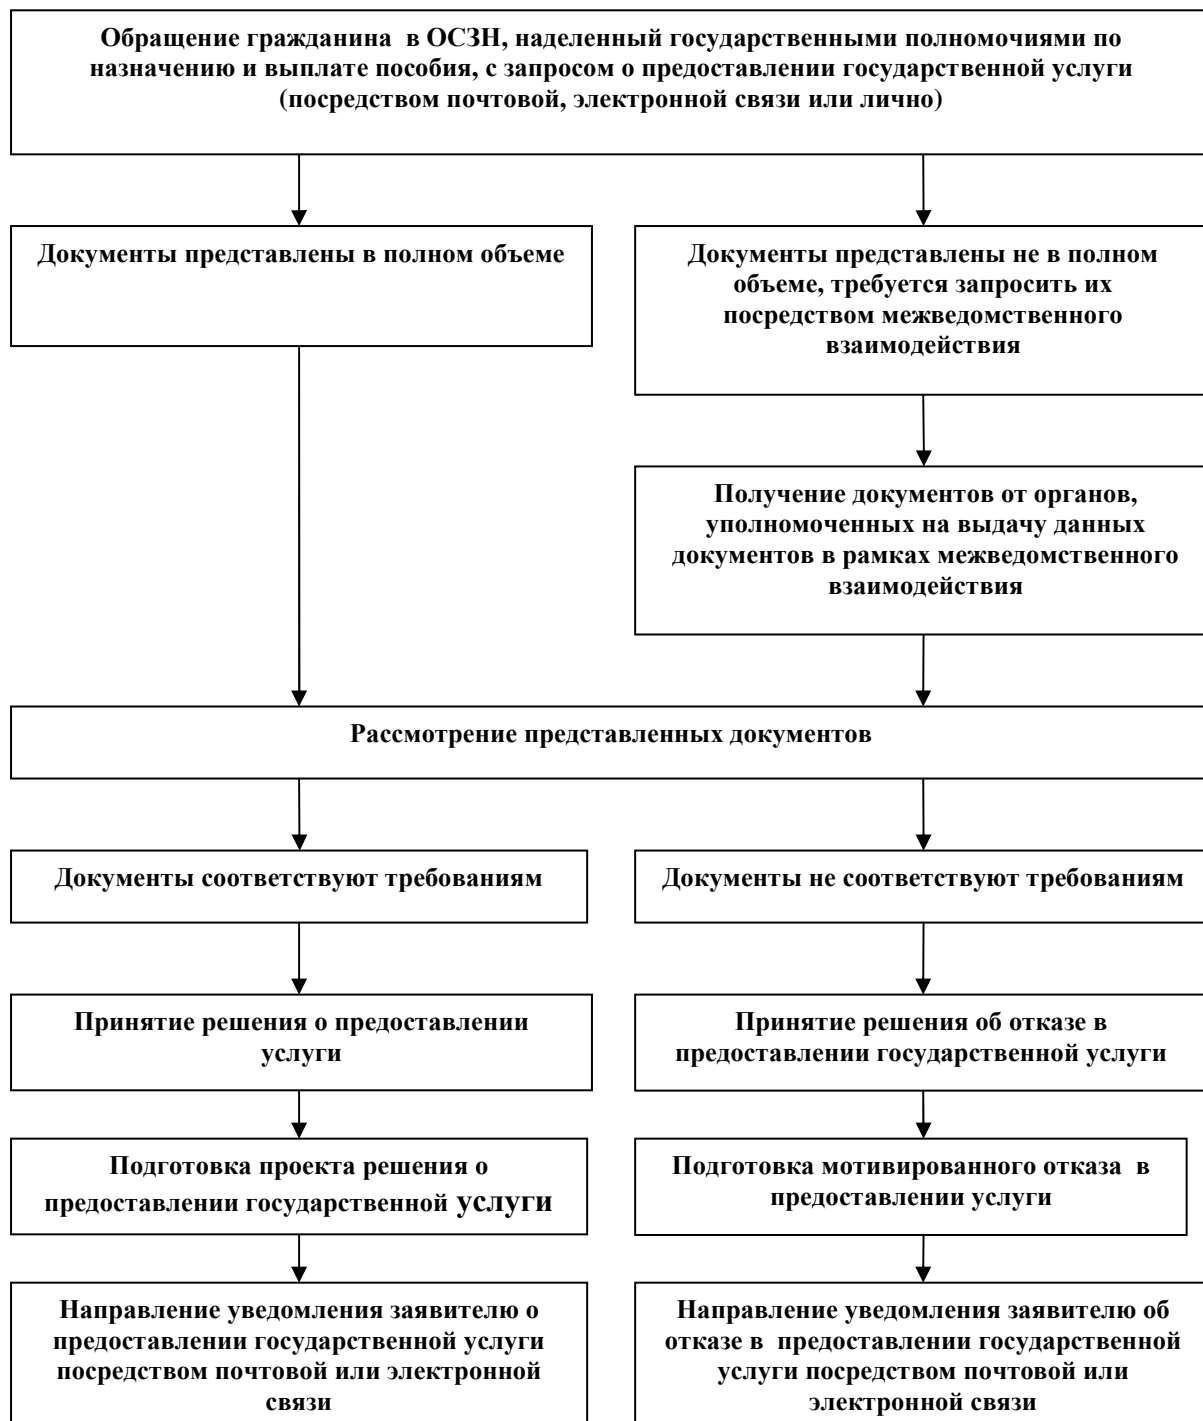 Обращение гражданина  в ОСЗН, наделенный государственными полномочиями по
назначению и выплате пособия, с запросом о предоставлении государственной услуги
(посредством почтовой, электронной связи или лично)
Документы представлены в полном объеме
Документы представлены не в полном
объеме, требуется запросить их
посредством межведомственного
взаимодействия
Получение документов от органов,
уполномоченных на выдачу данных
документов в рамках межведомственного
взаимодействия
Рассмотрение представленных документов
Документы соответствуют требованиям
Документы не соответствуют требованиям
Принятие решения о предоставлении
услуги
Принятие решения об отказе в
предоставлении государственной услуги
Подготовка проекта решения о
предоставлении государственной услуги
Подготовка мотивированного отказа  в
предоставлении услуги
Направление уведомления заявителю о
предоставлении государственной услуги
посредством почтовой или электронной
связи
Направление уведомления заявителю об
отказе в  предоставлении государственной
услуги посредством почтовой или
электронной связи